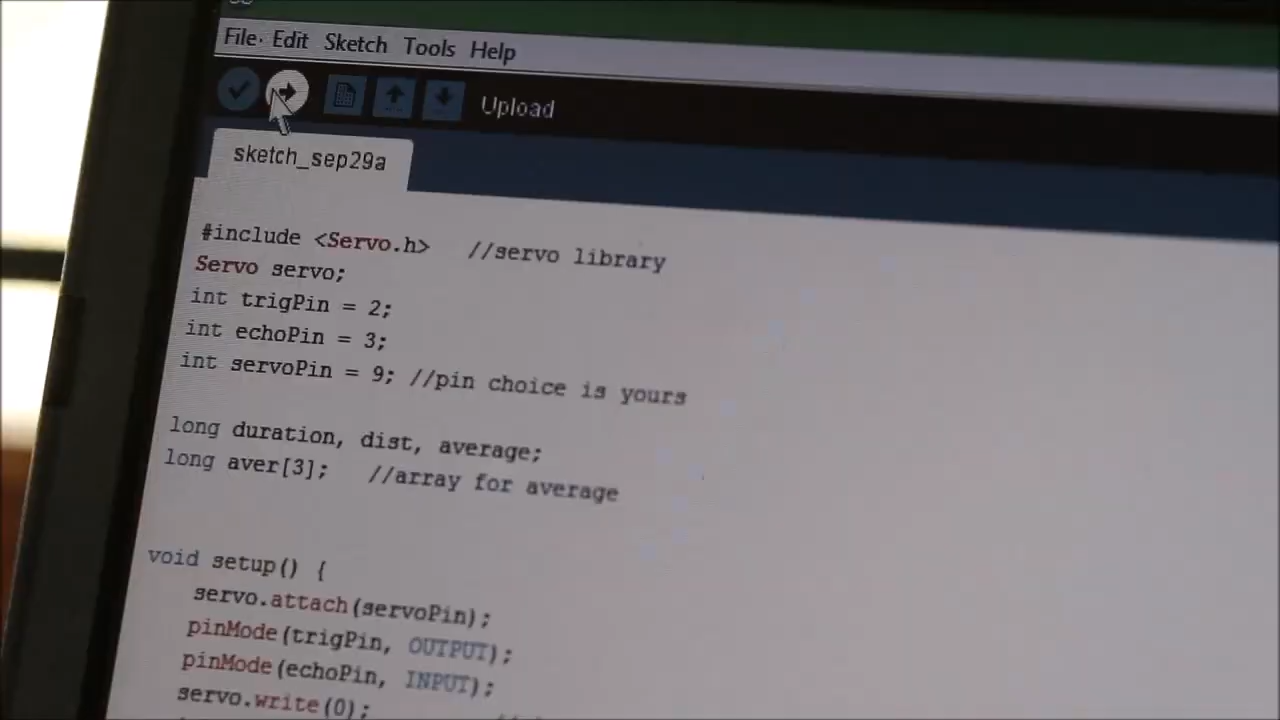 File Edit Sketch Tools Help
Upload
sketch_sep29a
#include <Servo.h>   //servo library
Servo servo;
int trigPin = 2;
int echoPin = 3;
int servoPin = 9; //pin choice is yours
long duration, dist, average;
long aver[3];   //array for average
void setup() {
servo.attach(servoPin);
pinMode(trigPin, OUTPUT);
pinMode(echoPin, INPUT);
servo.write(0);